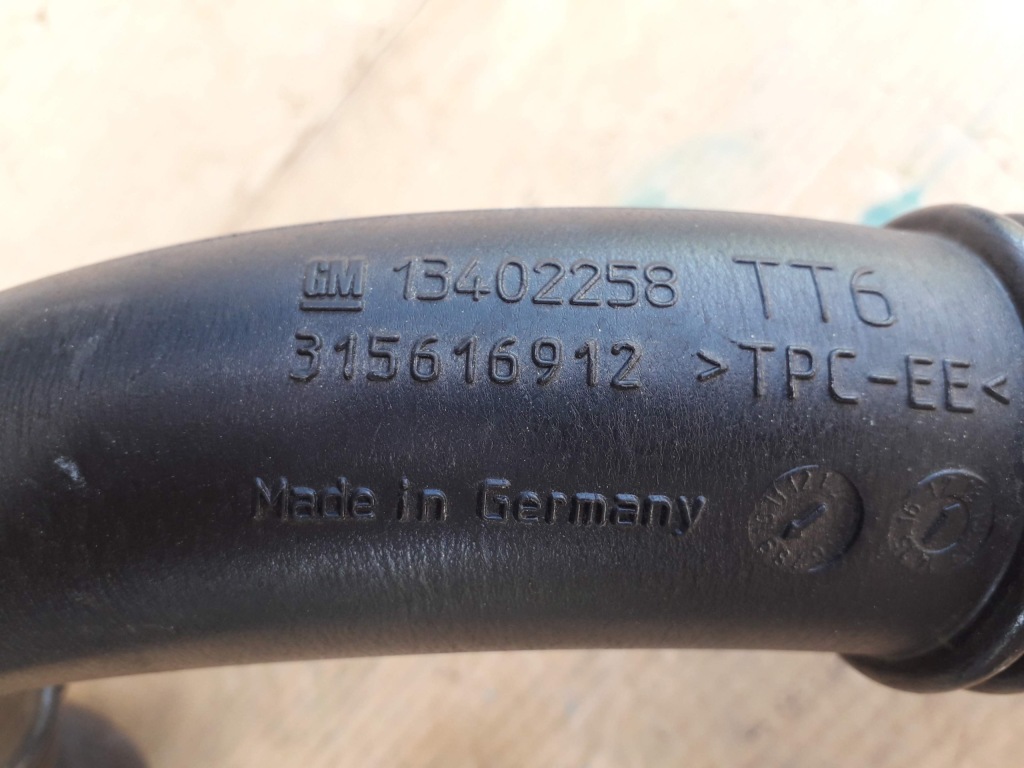 GM 13402258 TT6
315616912 >TPC-EE<
Made in Germany